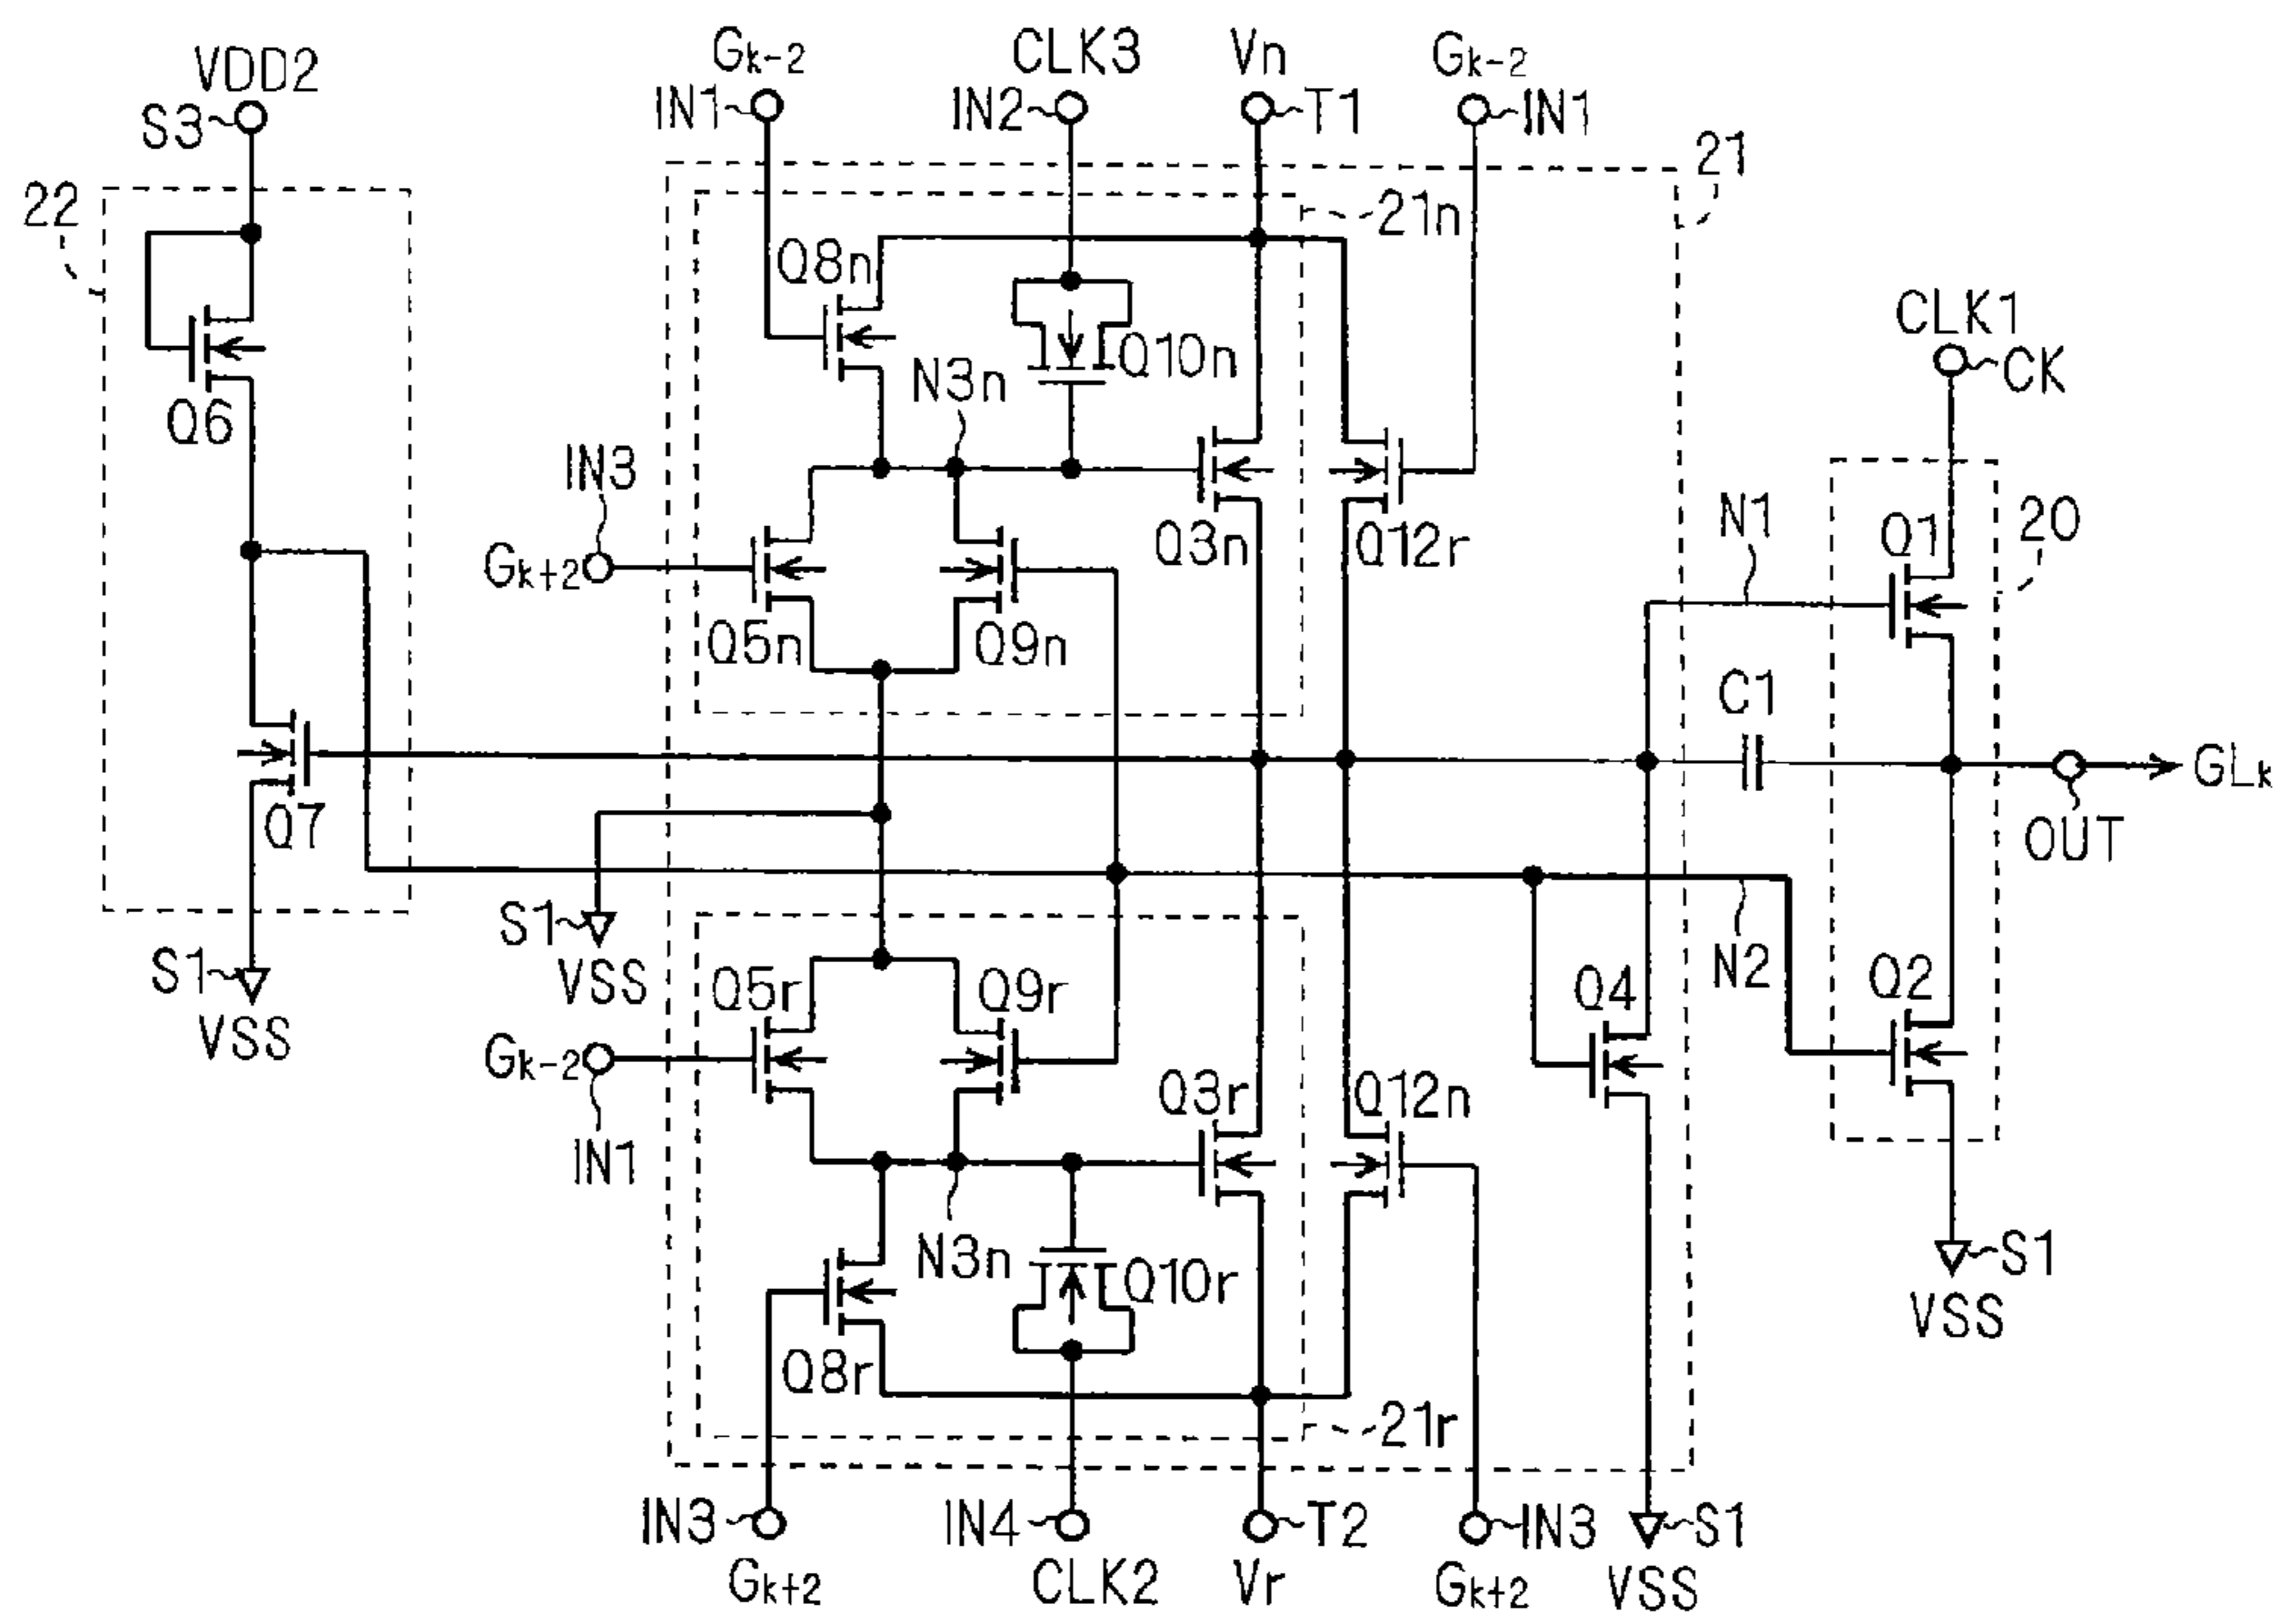 VDD2
S3
22
Q6
Q7
S1
VSS
Gk-2
IN1
CLK3
IN2
Vn
T1
Gk-2
IN1
21
21n
Q8n
Q10n
N3n
IN3
Gk+2
Q5n
Q9n
Q3n
Q12r
CLK1
CK
N1
Q1
20
C1
GLk
OUT
S1
VSS
N2
Q4
Q2
S1
VSS
Q5r
Q9r
Gk-2
IN1
Q3r
Q12n
N3n
Q10r
Q8r
21r
IN3
Gk+2
IN4
CLK2
T2
Vr
IN3
Gk+2
S1
VSS